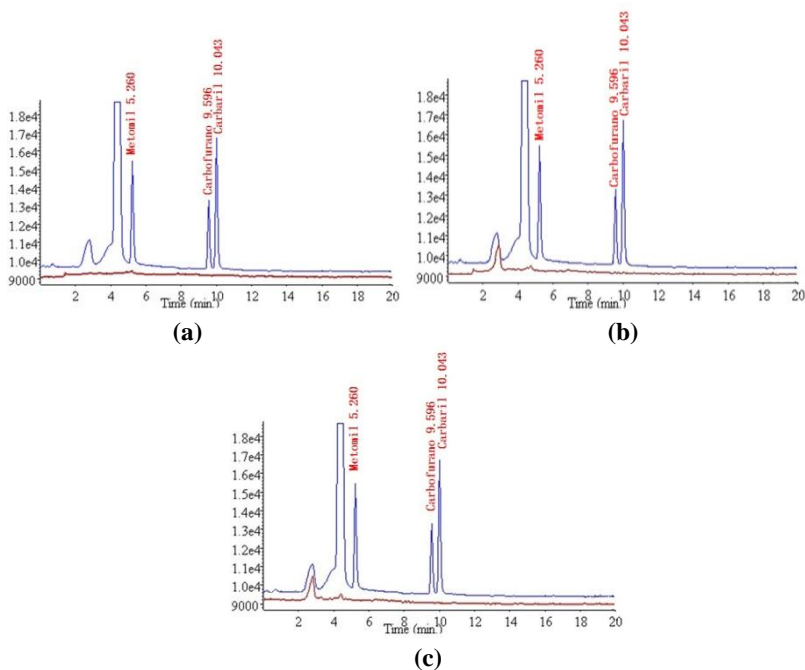 Metomil 5.260
Carbofurano 9.596
Carbaril 10.043
1.8e4
1.7e4
1.6e4
1.5e4
1.4e4
1.3e4
1.2e4
1.1e4
1.0e4
9000
2 4 6 8 10 12 14 16 18 20
Time (min.)
(a)
Metomil 5.260
Carbofurano 9.596
Carbaril 10.043
1.8e4
1.7e4
1.6e4
1.5e4
1.4e4
1.3e4
1.2e4
1.1e4
1.0e4
9000
2 4 6 8 10 12 14 16 18 20
Time (min.)
(b)
Metomil 5.260
Carbofurano 9.596
Carbaril 10.043
1.8e4
1.7e4
1.6e4
1.5e4
1.4e4
1.3e4
1.2e4
1.1e4
1.0e4
9000
2 4 6 8 10 12 14 16 18 20
Time (min.)
(c)